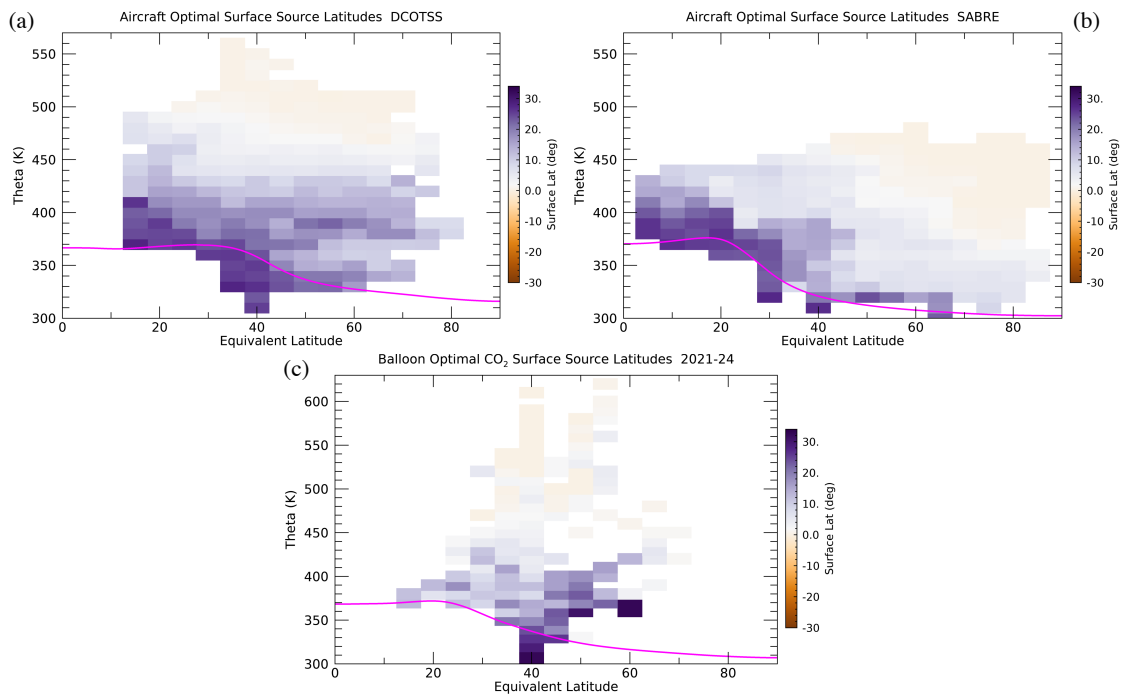 (a)
Aircraft Optimal Surface Source Latitudes DCOTSS
550
500
450
400
350
300
Theta (K)
0 20 40 60 80
Equivalent Latitude
30.
20.
10.
0.0
-10
-20
-30
Surface Lat (deg)
Aircraft Optimal Surface Source Latitudes SABRE
(b)
550
500
450
400
350
300
Theta (K)
0 20 40 60 80
Equivalent Latitude
30.
20.
10.
0.0
-10
-20
-30
Surface Lat (deg)
(c)
Balloon Optimal CO₂ Surface Source Latitudes 2021-24
600
550
500
450
400
350
300
Theta (K)
0 20 40 60 80
Equivalent Latitude
30.
20.
10.
0.0
-10
-20
-30
Surface Lat (deg)